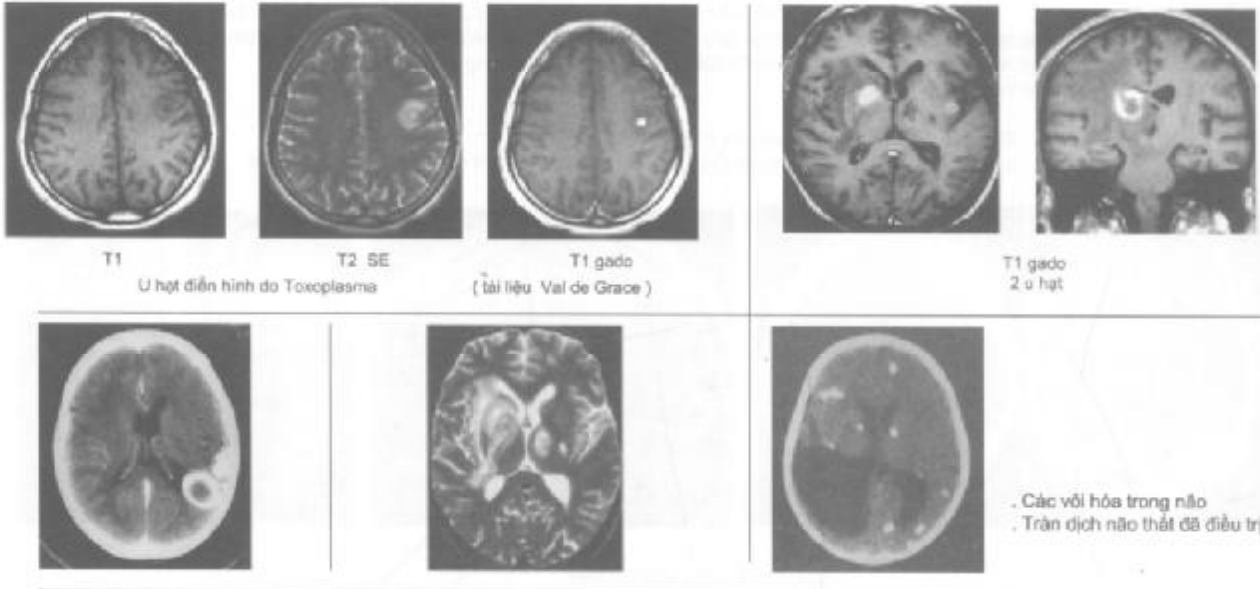 T1
T2 SE
T1 gado
U hạt điển hình do Toxoplasma
( tài liệu Val de Grace )
T1 gado
2 u hạt
. Các vôi hóa trong não
. Tràn dịch não thất đã điều trị